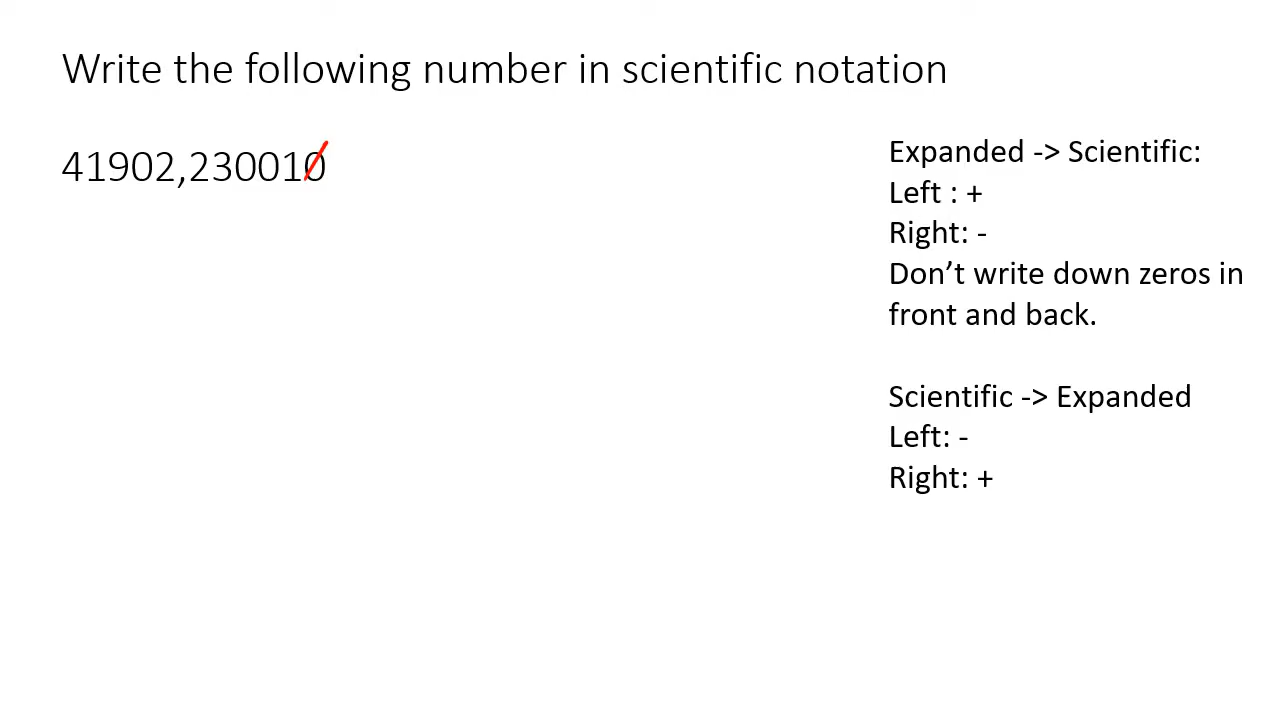 Write the following number in scientific notation
41902,230010
Expanded -> Scientific:
Left : +
Right: -
Don’t write down zeros in
front and back.
Scientific -> Expanded
Left: -
Right: +